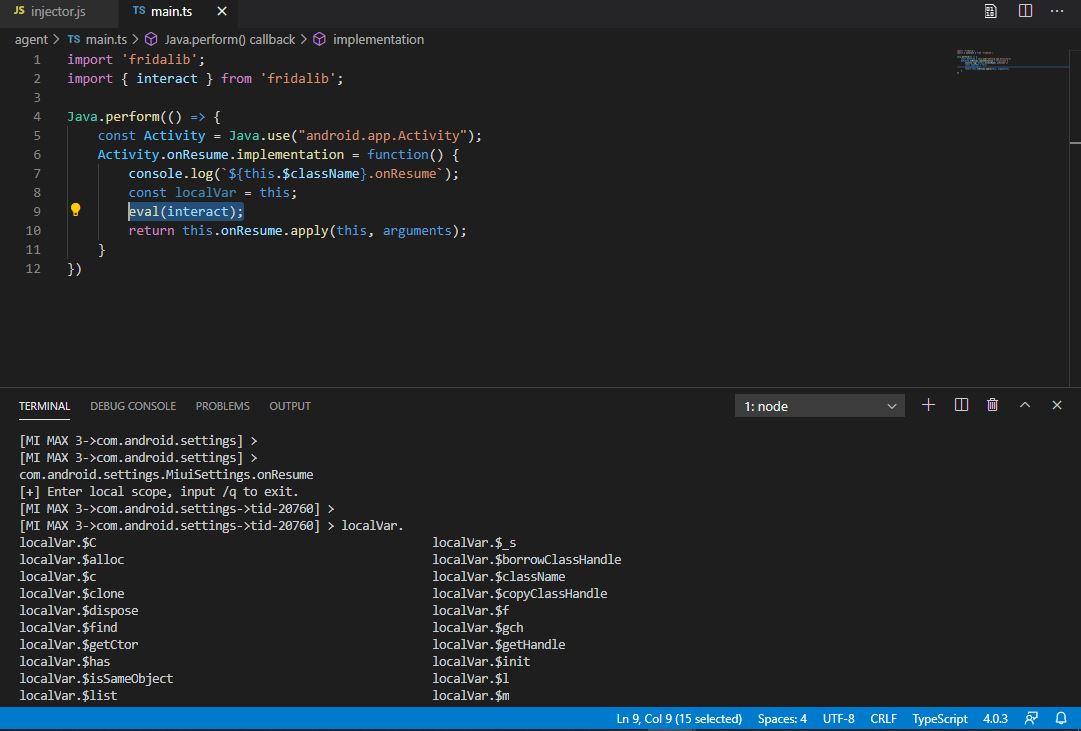 JS injector.js TS main.ts
agent > TS main.ts > Java.perform() callback > implementation
1 import 'fridalib';
2 import { interact } from 'fridalib';
3
4 Java.perform(() => {
5 const Activity = Java.use("android.app.Activity");
6 Activity.onResume.implementation = function() {
7 console.log(`${this.$className}.onResume`);
8 const localVar = this;
9 eval(interact);
10 return this.onResume.apply(this, arguments);
11 }
12 })
TERMINAL DEBUG CONSOLE PROBLEMS OUTPUT 1: node
[MI MAX 3->com.android.settings] >
[MI MAX 3->com.android.settings] >
com.android.settings.MiuiSettings.onResume
[+] Enter local scope, input /q to exit.
[MI MAX 3->com.android.settings->tid-20760] >
[MI MAX 3->com.android.settings->tid-20760] > localVar.
localVar.$C localVar.$_s
localVar.$alloc localVar.$borrowClassHandle
localVar.$c localVar.$className
localVar.$clone localVar.$copyClassHandle
localVar.$dispose localVar.$f
localVar.$find localVar.$gch
localVar.$getCtor localVar.$getHandle
localVar.$has localVar.$init
localVar.$isSameObject localVar.$l
localVar.$list localVar.$m
Ln 9, Col 9 (15 selected) Spaces: 4 UTF-8 CRLF TypeScript 4.0.3